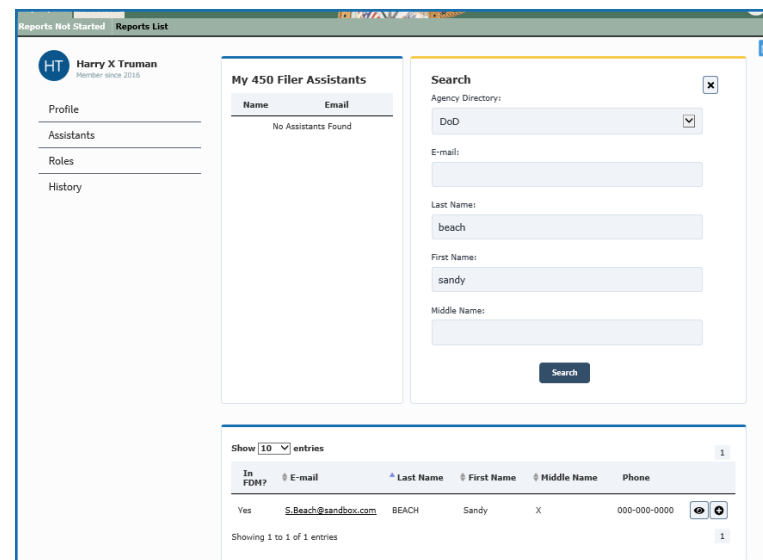 Reports Not Started Reports List
HT
Harry X Truman
Member since 2016
Profile
Assistants
Roles
History
My 450 Filer Assistants
Name Email
No Assistants Found
Search
Agency Directory:
DoD
E-mail:
Last Name:
beach
First Name:
sandy
Middle Name:
Search
Show 10 entries
1
In FDM? E-mail Last Name First Name Middle Name Phone
Yes S.Beach@sandbox.com BEACH Sandy X 000-000-0000
Showing 1 to 1 of 1 entries
1